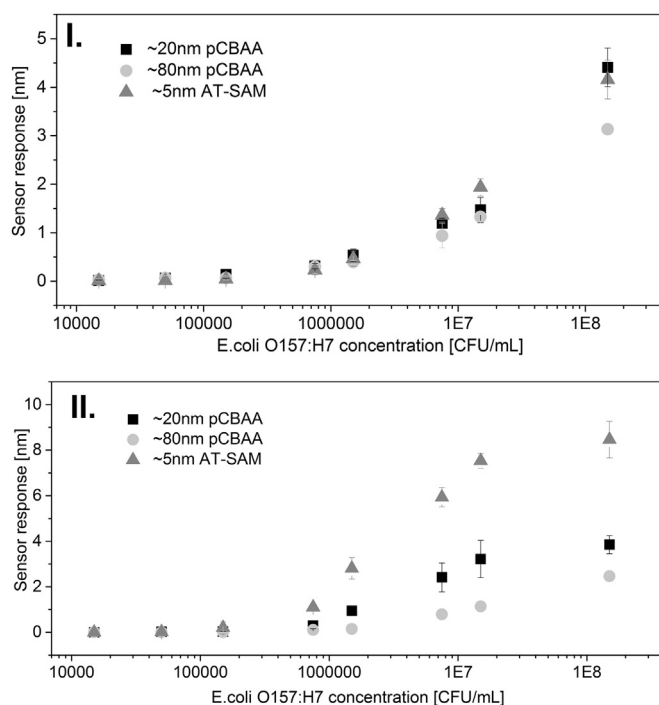 I.
~20nm pCBAA
~80nm pCBAA
~5nm AT-SAM
5
4
3
2
1
0
Sensor response [nm]
10000 100000 1000000 1E7 1E8
E.coli O157:H7 concentration [CFU/mL]
II.
~20nm pCBAA
~80nm pCBAA
~5nm AT-SAM
10
8
6
4
2
0
Sensor response [nm]
10000 100000 1000000 1E7 1E8
E.coli O157:H7 concentration [CFU/mL]